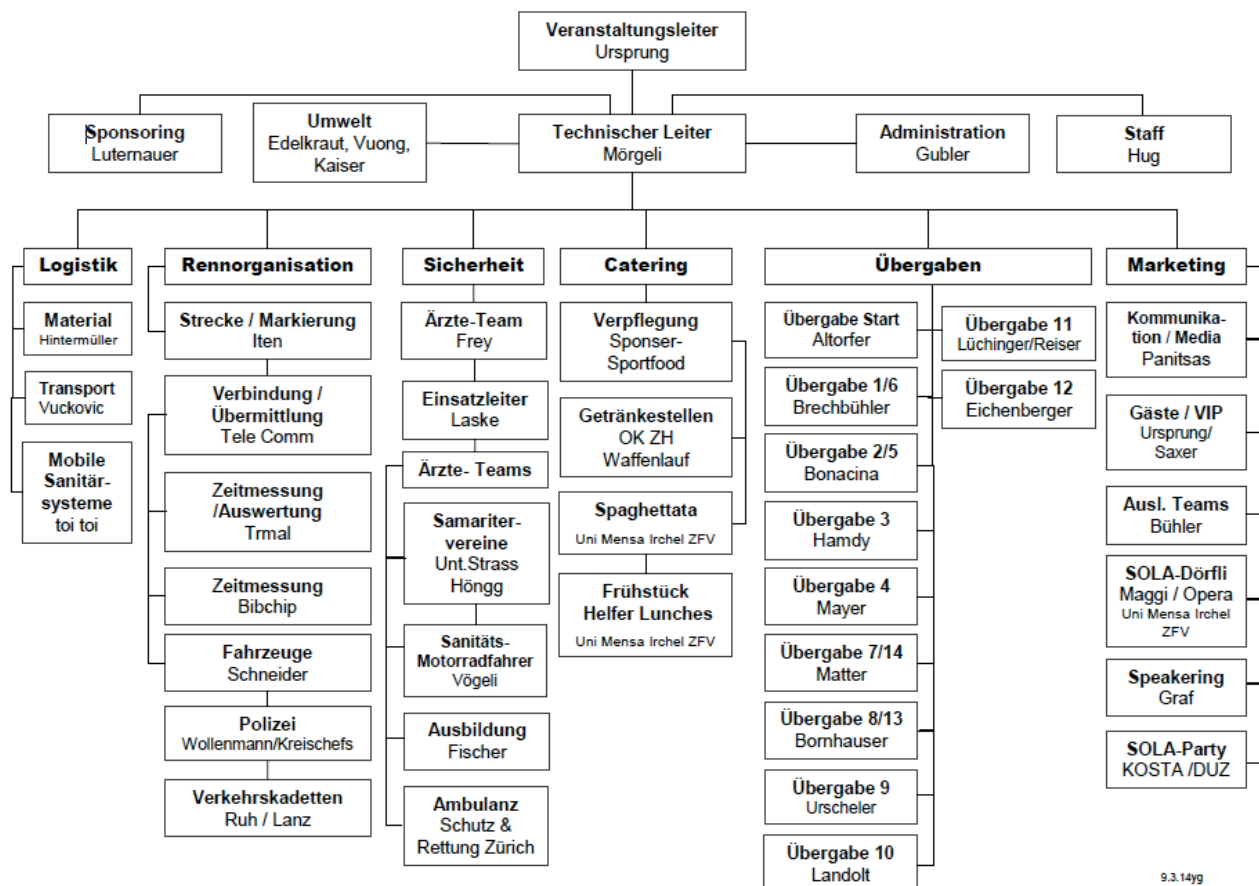 Veranstaltungsleiter
Ursprung
Sponsoring
Luternauer
Umwelt
Edelkraut, Vuong,
Kaiser
Technischer Leiter
Mörgeli
Administration
Gubler
Staff
Hug
Logistik
Material
Hintermüller
Transport
Vuckovic
Mobile
Sanitär-
systeme
toi toi
Rennorganisation
Strecke / Markierung
Iten
Verbindung /
Übermittlung
Tele Comm
Zeitmessung
/Auswertung
Trmal
Zeitmessung
Bibchip
Fahrzeuge
Schneider
Polizei
Wollenmann/Kreischefs
Verkehrskadetten
Ruh / Lanz
Sicherheit
Ärzte-Team
Frey
Einsatzleiter
Laske
Ärzte- Teams
Samariter-
vereine
Unt.Strass
Höngg
Sanitäts-
Motorradfahrer
Vögeli
Ausbildung
Fischer
Ambulanz
Schutz &
Rettung Zürich
Catering
Verpflegung
Sponser-
Sportfood
Getränkestellen
OK ZH
Waffenlauf
Spaghettata
Uni Mensa Irchel ZFV
Frühstück
Helfer Lunches
Uni Mensa Irchel ZFV
Übergaben
Übergabe Start
Altorfer
Übergabe 1/6
Brechbühler
Übergabe 2/5
Bonacina
Übergabe 3
Hamdy
Übergabe 4
Mayer
Übergabe 7/14
Matter
Übergabe 8/13
Bornhauser
Übergabe 9
Urscheler
Übergabe 10
Landolt
Übergabe 11
Lüchinger/Reiser
Übergabe 12
Eichenberger
Marketing
Kommunika-
tion / Media
Panitsas
Gäste / VIP
Ursprung/
Saxer
Ausl. Teams
Bühler
SOLA-Dörfli
Maggi / Opera
Uni Mensa Irchel
ZFV
Speakering
Graf
SOLA-Party
KOSTA /DUZ
9.3.14yg